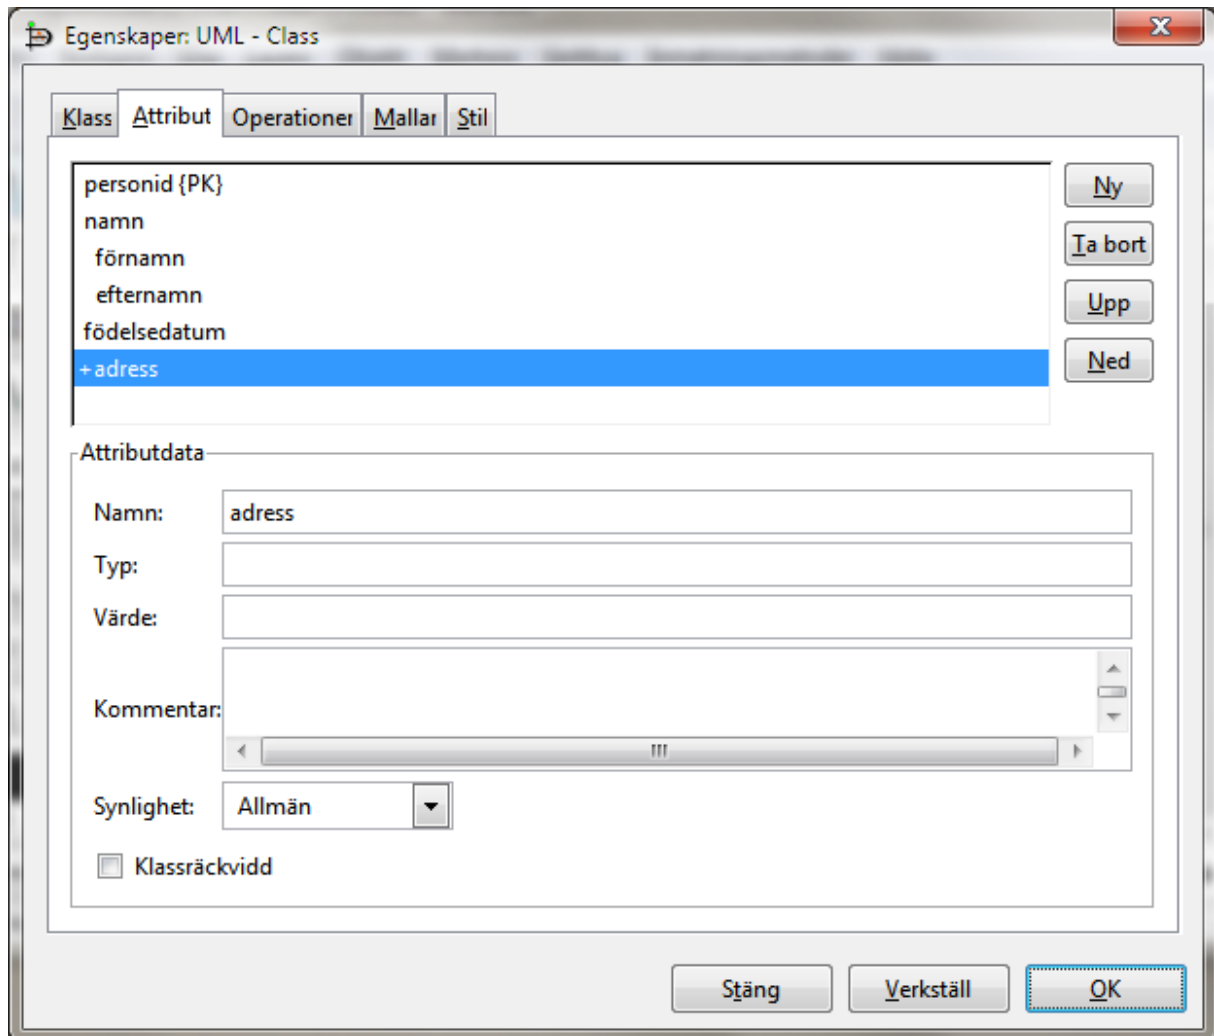 Egenskaper: UML - Class
Klass Attribut Operationer Mallar Stil
personid {PK}
namn
förnamn
efternamn
födelsedatum
+adress
Ny
Ta bort
Upp
Ned
Attributdata
Namn: adress
Typ:
Värde:
Kommentar:
Synlighet: Allmän
Klassräckvidd
Stäng Verkställ OK